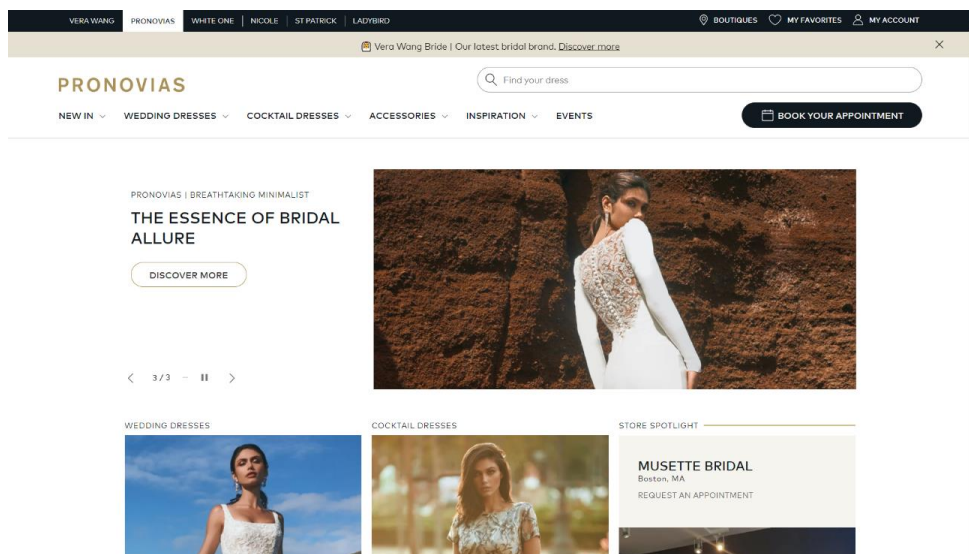 VERA WANG
PRONOVIAS
WHITE ONE
NICOLE
ST PATRICK
LADYBIRD
BOUTIQUES
MY FAVORITES
MY ACCOUNT
Vera Wang Bride | Our latest bridal brand. Discover more
PRONOVIAS
Find your dress
NEW IN
WEDDING DRESSES
COCKTAIL DRESSES
ACCESSORIES
INSPIRATION
EVENTS
BOOK YOUR APPOINTMENT
PRONOVIAS | BREATHTAKING MINIMALIST
THE ESSENCE OF BRIDAL
ALLURE
DISCOVER MORE
3 / 3
WEDDING DRESSES
COCKTAIL DRESSES
STORE SPOTLIGHT
MUSETTE BRIDAL
Boston, MA
REQUEST AN APPOINTMENT